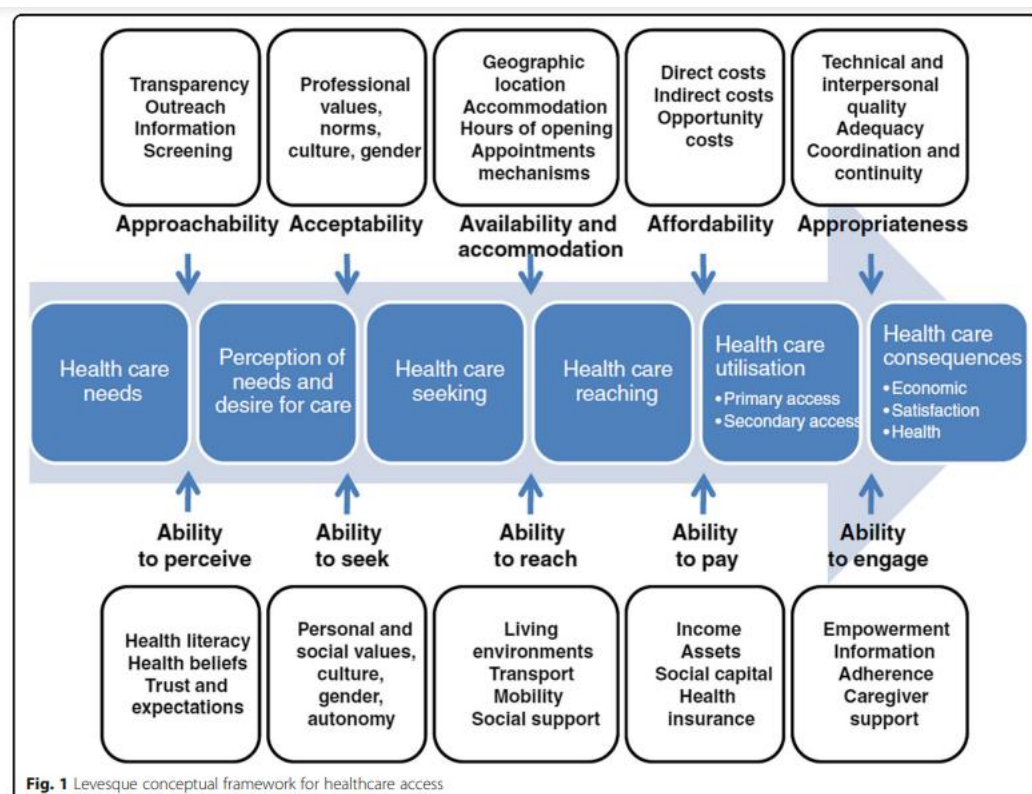 Transparency
Outreach
Information
Screening
Professional
values,
norms,
culture, gender
Geographic
location
Accommodation
Hours of opening
Appointments
mechanisms
Direct costs
Indirect costs
Opportunity
costs
Technical and
interpersonal
quality
Adequacy
Coordination and
continuity
Approachability
Acceptability
Availability and
accommodation
Affordability
Appropriateness
Health care
needs
Perception of
needs and
desire for care
Health care
seeking
Health care
reaching
Health care
utilisation
• Primary access
• Secondary access
Health care
consequences
• Economic
• Satisfaction
• Health
Ability
to perceive
Ability
to seek
Ability
to reach
Ability
to pay
Ability
to engage
Health literacy
Health beliefs
Trust and
expectations
Personal and
social values,
culture,
gender,
autonomy
Living
environments
Transport
Mobility
Social support
Income
Assets
Social capital
Health
insurance
Empowerment
Information
Adherence
Caregiver
support
Fig. 1 Levesque conceptual framework for healthcare access